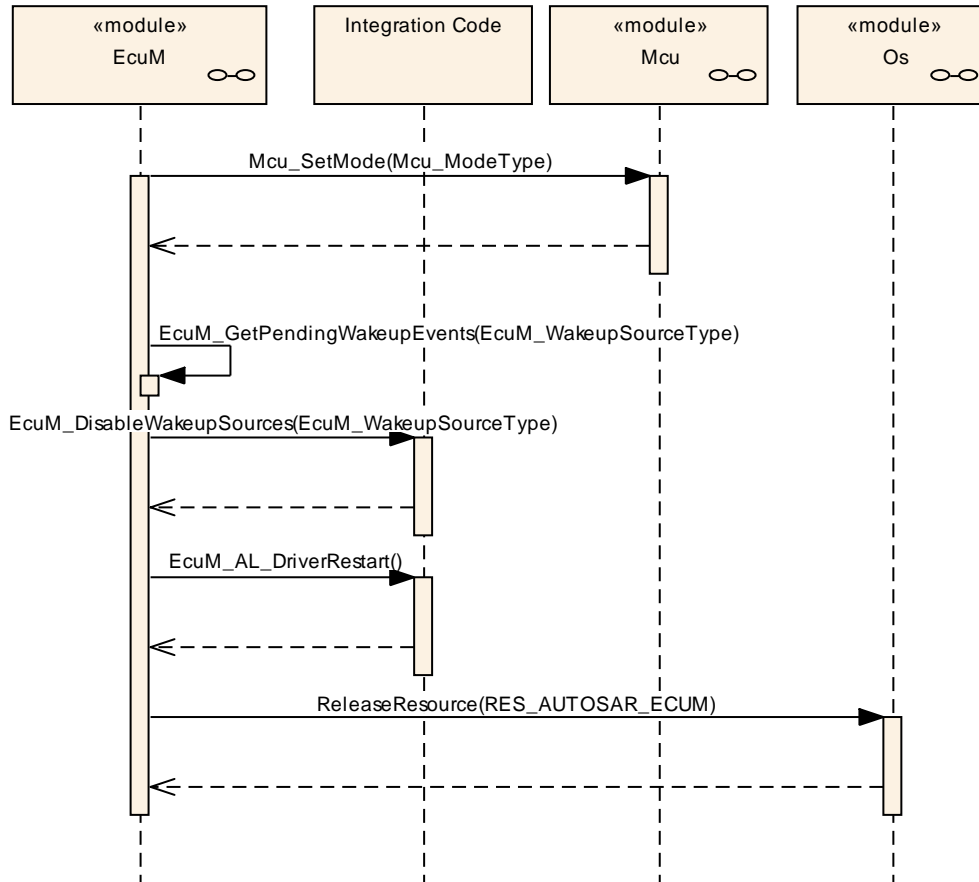 «module»
EcuM
Integration Code
«module»
Mcu
«module»
Os
Mcu_SetMode(Mcu_ModeType)
EcuM_GetPendingWakeupEvents(EcuM_WakeupSourceType)
EcuM_DisableWakeupSources(EcuM_WakeupSourceType)
EcuM_AL_DriverRestart()
ReleaseResource(RES_AUTOSAR_ECUM)